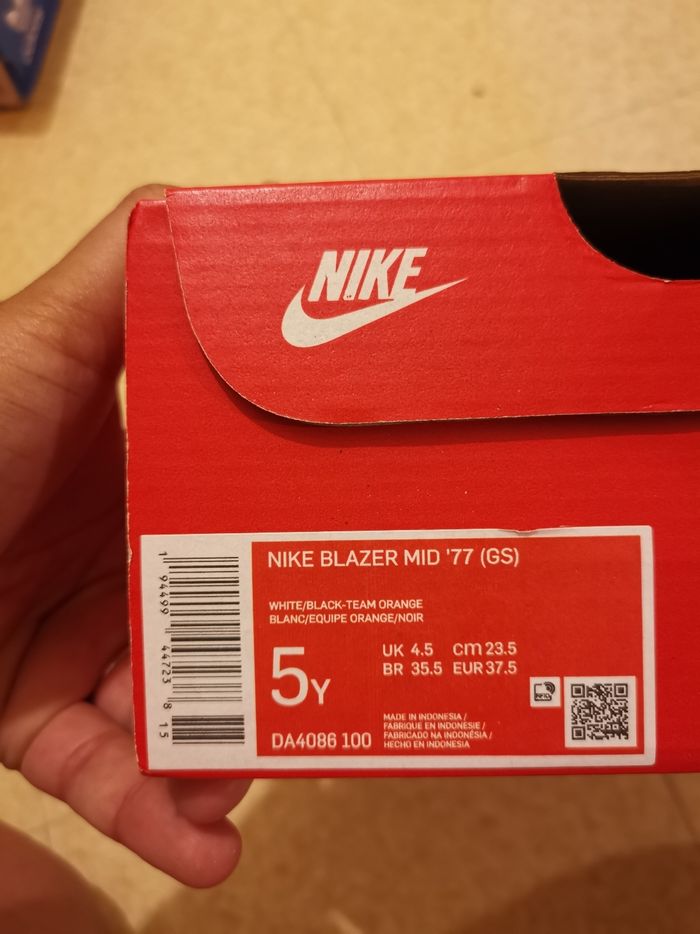 NIKE
NIKE BLAZER MID '77 (GS)
WHITE/BLACK-TEAM ORANGE
BLANC/EQUIPE ORANGE/NOIR
5Y
UK 4.5 cm 23.5
BR 35.5 EUR 37.5
DA4086 100
MADE IN INDONESIA /
FABRIQUE EN INDONESIE /
FABRICADO NA INDONÉSIA /
HECHO EN INDONESIA
1 94499 44723 8 15